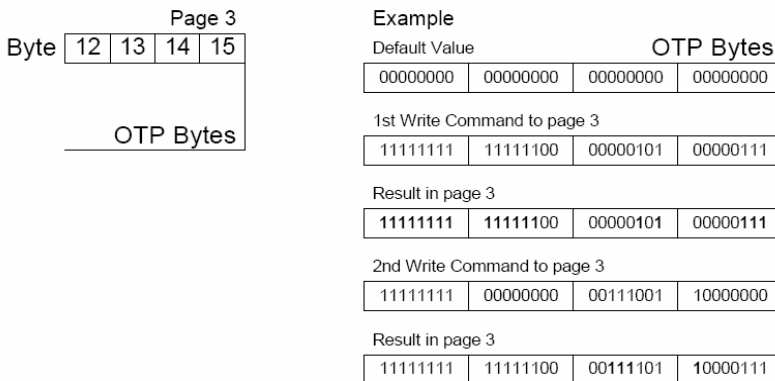 Page 3
Byte 12 13 14 15
OTP Bytes
Example
Default Value OTP Bytes
00000000 00000000 00000000 00000000
1st Write Command to page 3
11111111 11111100 00000101 00000111
Result in page 3
11111111 11111100 00000101 00000111
2nd Write Command to page 3
11111111 00000000 00111001 10000000
Result in page 3
11111111 11111100 00111101 10000111